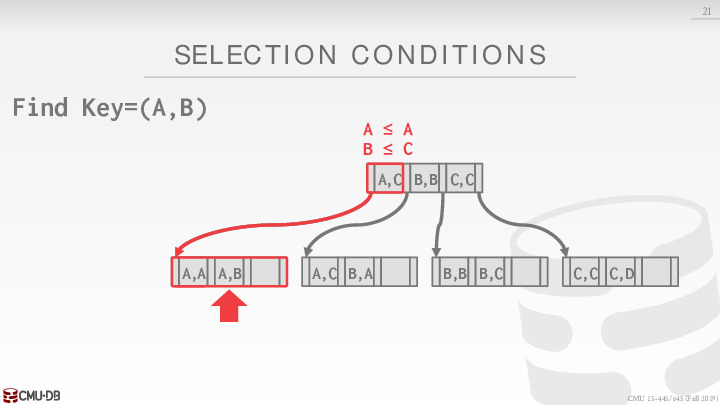 21
SELECTION CONDITIONS
Find Key=(A,B)
A ≤ A
B ≤ C
A,C B,B C,C
A,A A,B A,C B,A B,B B,C C,C C,D
CMU·DB
CMU 15-445/645 (Fall 2019)